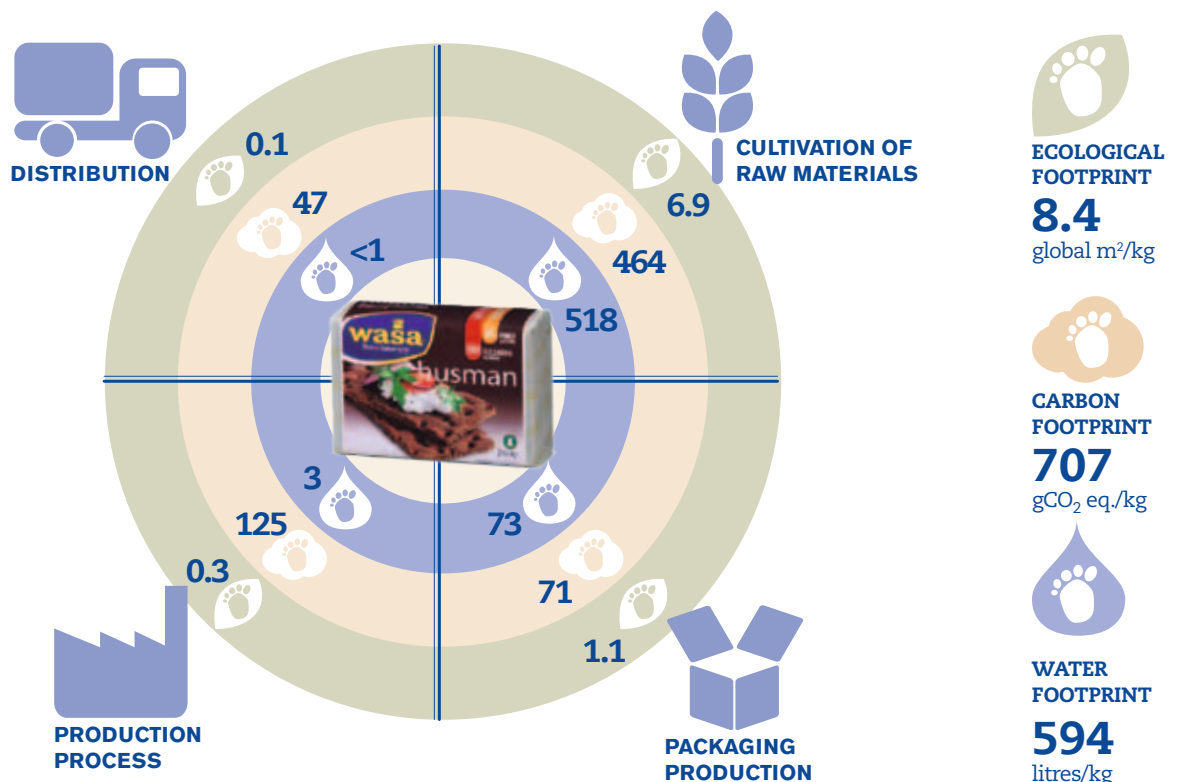 DISTRIBUTION
0.1
47
<1
CULTIVATION OF
RAW MATERIALS
6.9
464
518
wasa
husman
3
125
0.3
PRODUCTION
PROCESS
73
71
1.1
PACKAGING
PRODUCTION
ECOLOGICAL
FOOTPRINT
8.4
global m²/kg
CARBON
FOOTPRINT
707
gCO₂ eq./kg
WATER
FOOTPRINT
594
litres/kg